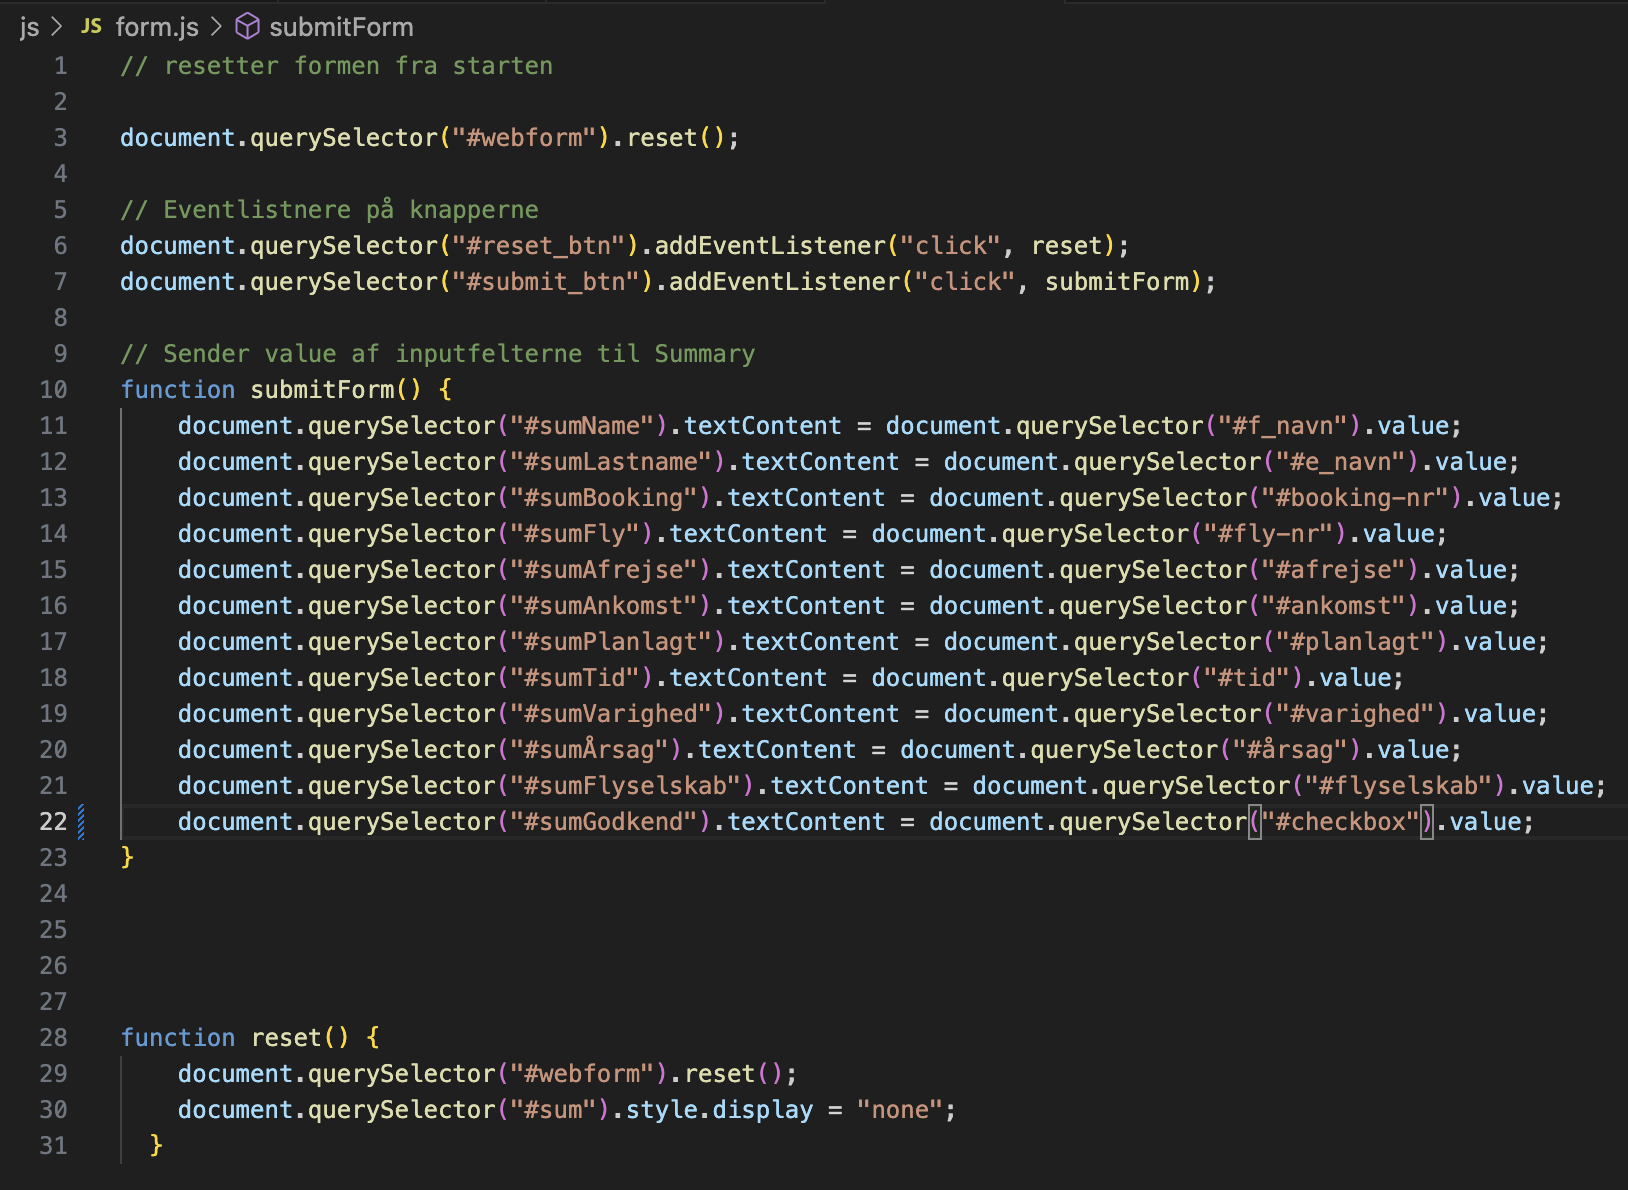 js > JS form.js > submitForm
1 // resetter formen fra starten
2
3 document.querySelector("#webform").reset();
4
5 // Eventlistnere på knapperne
6 document.querySelector("#reset_btn").addEventListener("click", reset);
7 document.querySelector("#submit_btn").addEventListener("click", submitForm);
8
9 // Sender value af inputfelterne til Summary
10 function submitForm() {
11 document.querySelector("#sumName").textContent = document.querySelector("#f_navn").value;
12 document.querySelector("#sumLastname").textContent = document.querySelector("#e_navn").value;
13 document.querySelector("#sumBooking").textContent = document.querySelector("#booking-nr").value;
14 document.querySelector("#sumFly").textContent = document.querySelector("#fly-nr").value;
15 document.querySelector("#sumAfrejse").textContent = document.querySelector("#afrejse").value;
16 document.querySelector("#sumAnkomst").textContent = document.querySelector("#ankomst").value;
17 document.querySelector("#sumPlanlagt").textContent = document.querySelector("#planlagt").value;
18 document.querySelector("#sumTid").textContent = document.querySelector("#tid").value;
19 document.querySelector("#sumVarighed").textContent = document.querySelector("#varighed").value;
20 document.querySelector("#sumÅrsag").textContent = document.querySelector("#årsag").value;
21 document.querySelector("#sumFlyselskab").textContent = document.querySelector("#flyselskab").value;
22 document.querySelector("#sumGodkend").textContent = document.querySelector("#checkbox").value;
23 }
24
25
26
27
28 function reset() {
29 document.querySelector("#webform").reset();
30 document.querySelector("#sum").style.display = "none";
31 }